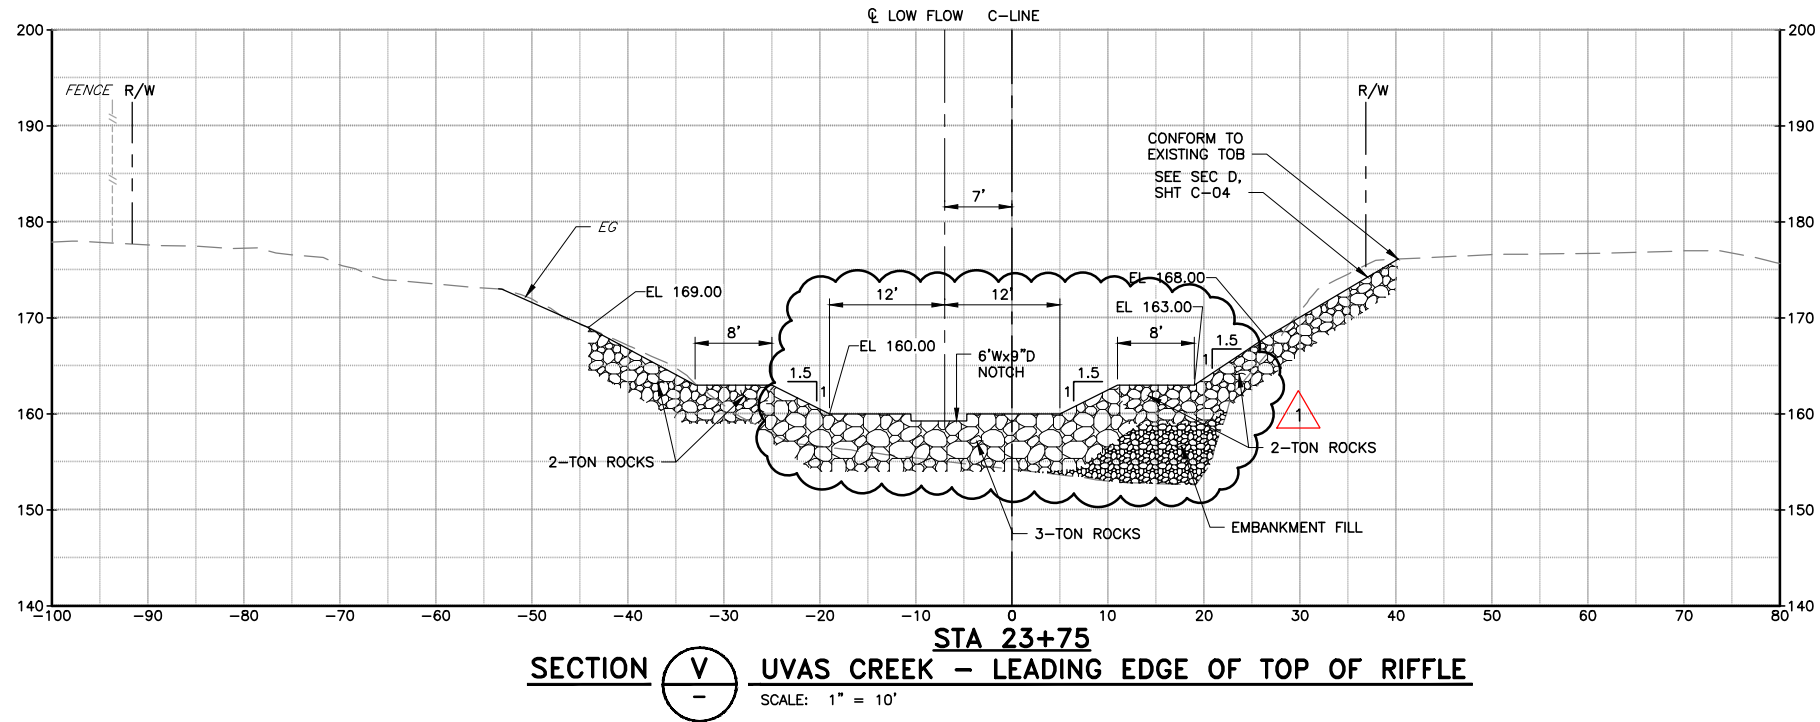 ℄ LOW FLOW C-LINE
200 200
FENCE R/W
R/W
190 190
CONFORM TO
EXISTING TOB
SEE SEC D,
SHT C-04
7'
180 180
EG
EL 169.00
12' 12'
EL 168.00
EL 163.00
170 170
8'
8'
EL 160.00
6'Wx9"D
NOTCH
1.5
1
1.5
1
1.5
1
160 160
1
2-TON ROCKS
2-TON ROCKS
150 150
EMBANKMENT FILL
3-TON ROCKS
140 140
-100 -90 -80 -70 -60 -50 -40 -30 -20 -10 0 10 20 30 40 50 60 70 80
STA 23+75
SECTION V UVAS CREEK - LEADING EDGE OF TOP OF RIFFLE
-
SCALE: 1" = 10'